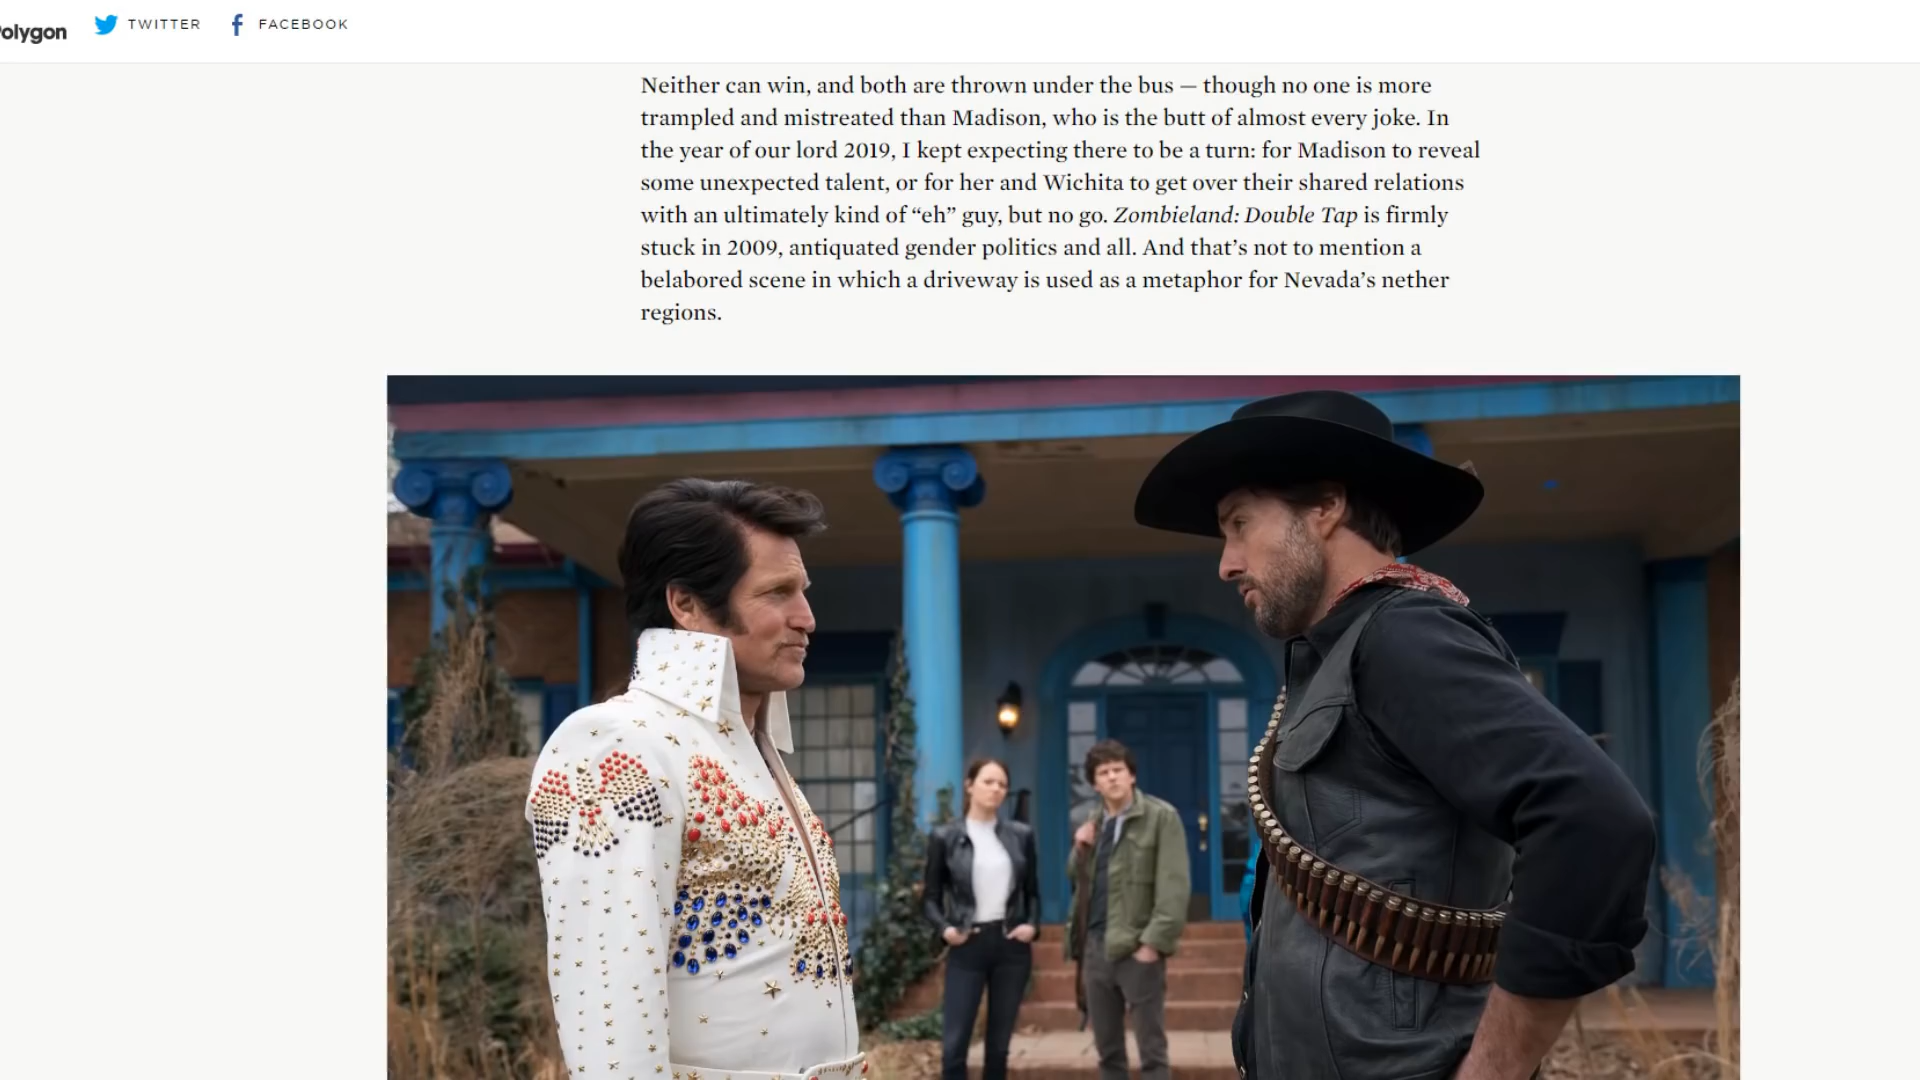 Polygon
TWITTER
FACEBOOK
Neither can win, and both are thrown under the bus — though no one is more
trampled and mistreated than Madison, who is the butt of almost every joke. In
the year of our lord 2019, I kept expecting there to be a turn: for Madison to reveal
some unexpected talent, or for her and Wichita to get over their shared relations
with an ultimately kind of “eh” guy, but no go. Zombieland: Double Tap is firmly
stuck in 2009, antiquated gender politics and all. And that’s not to mention a
belabored scene in which a driveway is used as a metaphor for Nevada’s nether
regions.